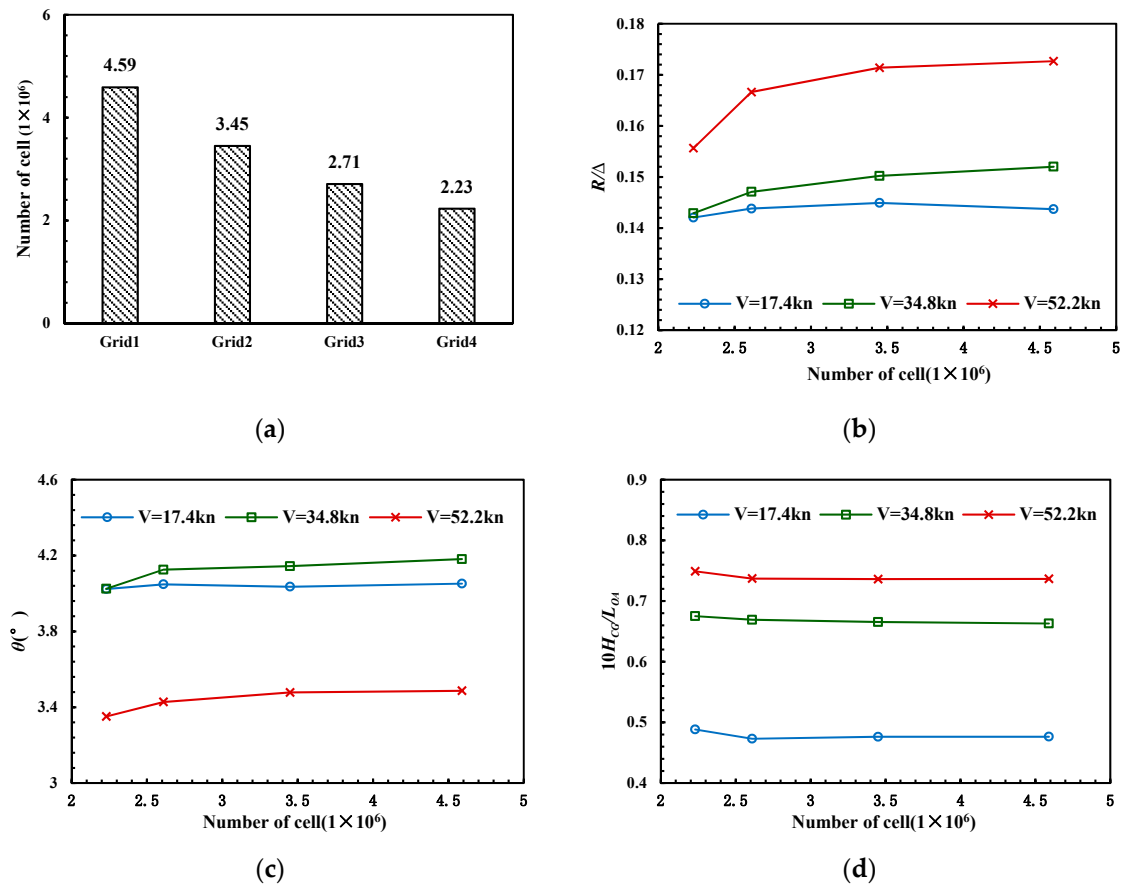 6
4
2
0
Number of cell (1×10⁶)
4.59
3.45
2.71
2.23
Grid1 Grid2 Grid3 Grid4
(a)
0.18
0.17
0.16
0.15
0.14
0.13
0.12
R/Δ
V=17.4kn V=34.8kn V=52.2kn
2 2.5 3 3.5 4 4.5 5
Number of cell(1×10⁶)
(b)
4.6
4.2
3.8
3.4
3
θ(°)
V=17.4kn V=34.8kn V=52.2kn
2 2.5 3 3.5 4 4.5 5
Number of cell(1×10⁶)
(c)
0.9
0.8
0.7
0.6
0.5
0.4
10H_CG/L_OA
V=17.4kn V=34.8kn V=52.2kn
2 2.5 3 3.5 4 4.5 5
Number of cell(1×10⁶)
(d)